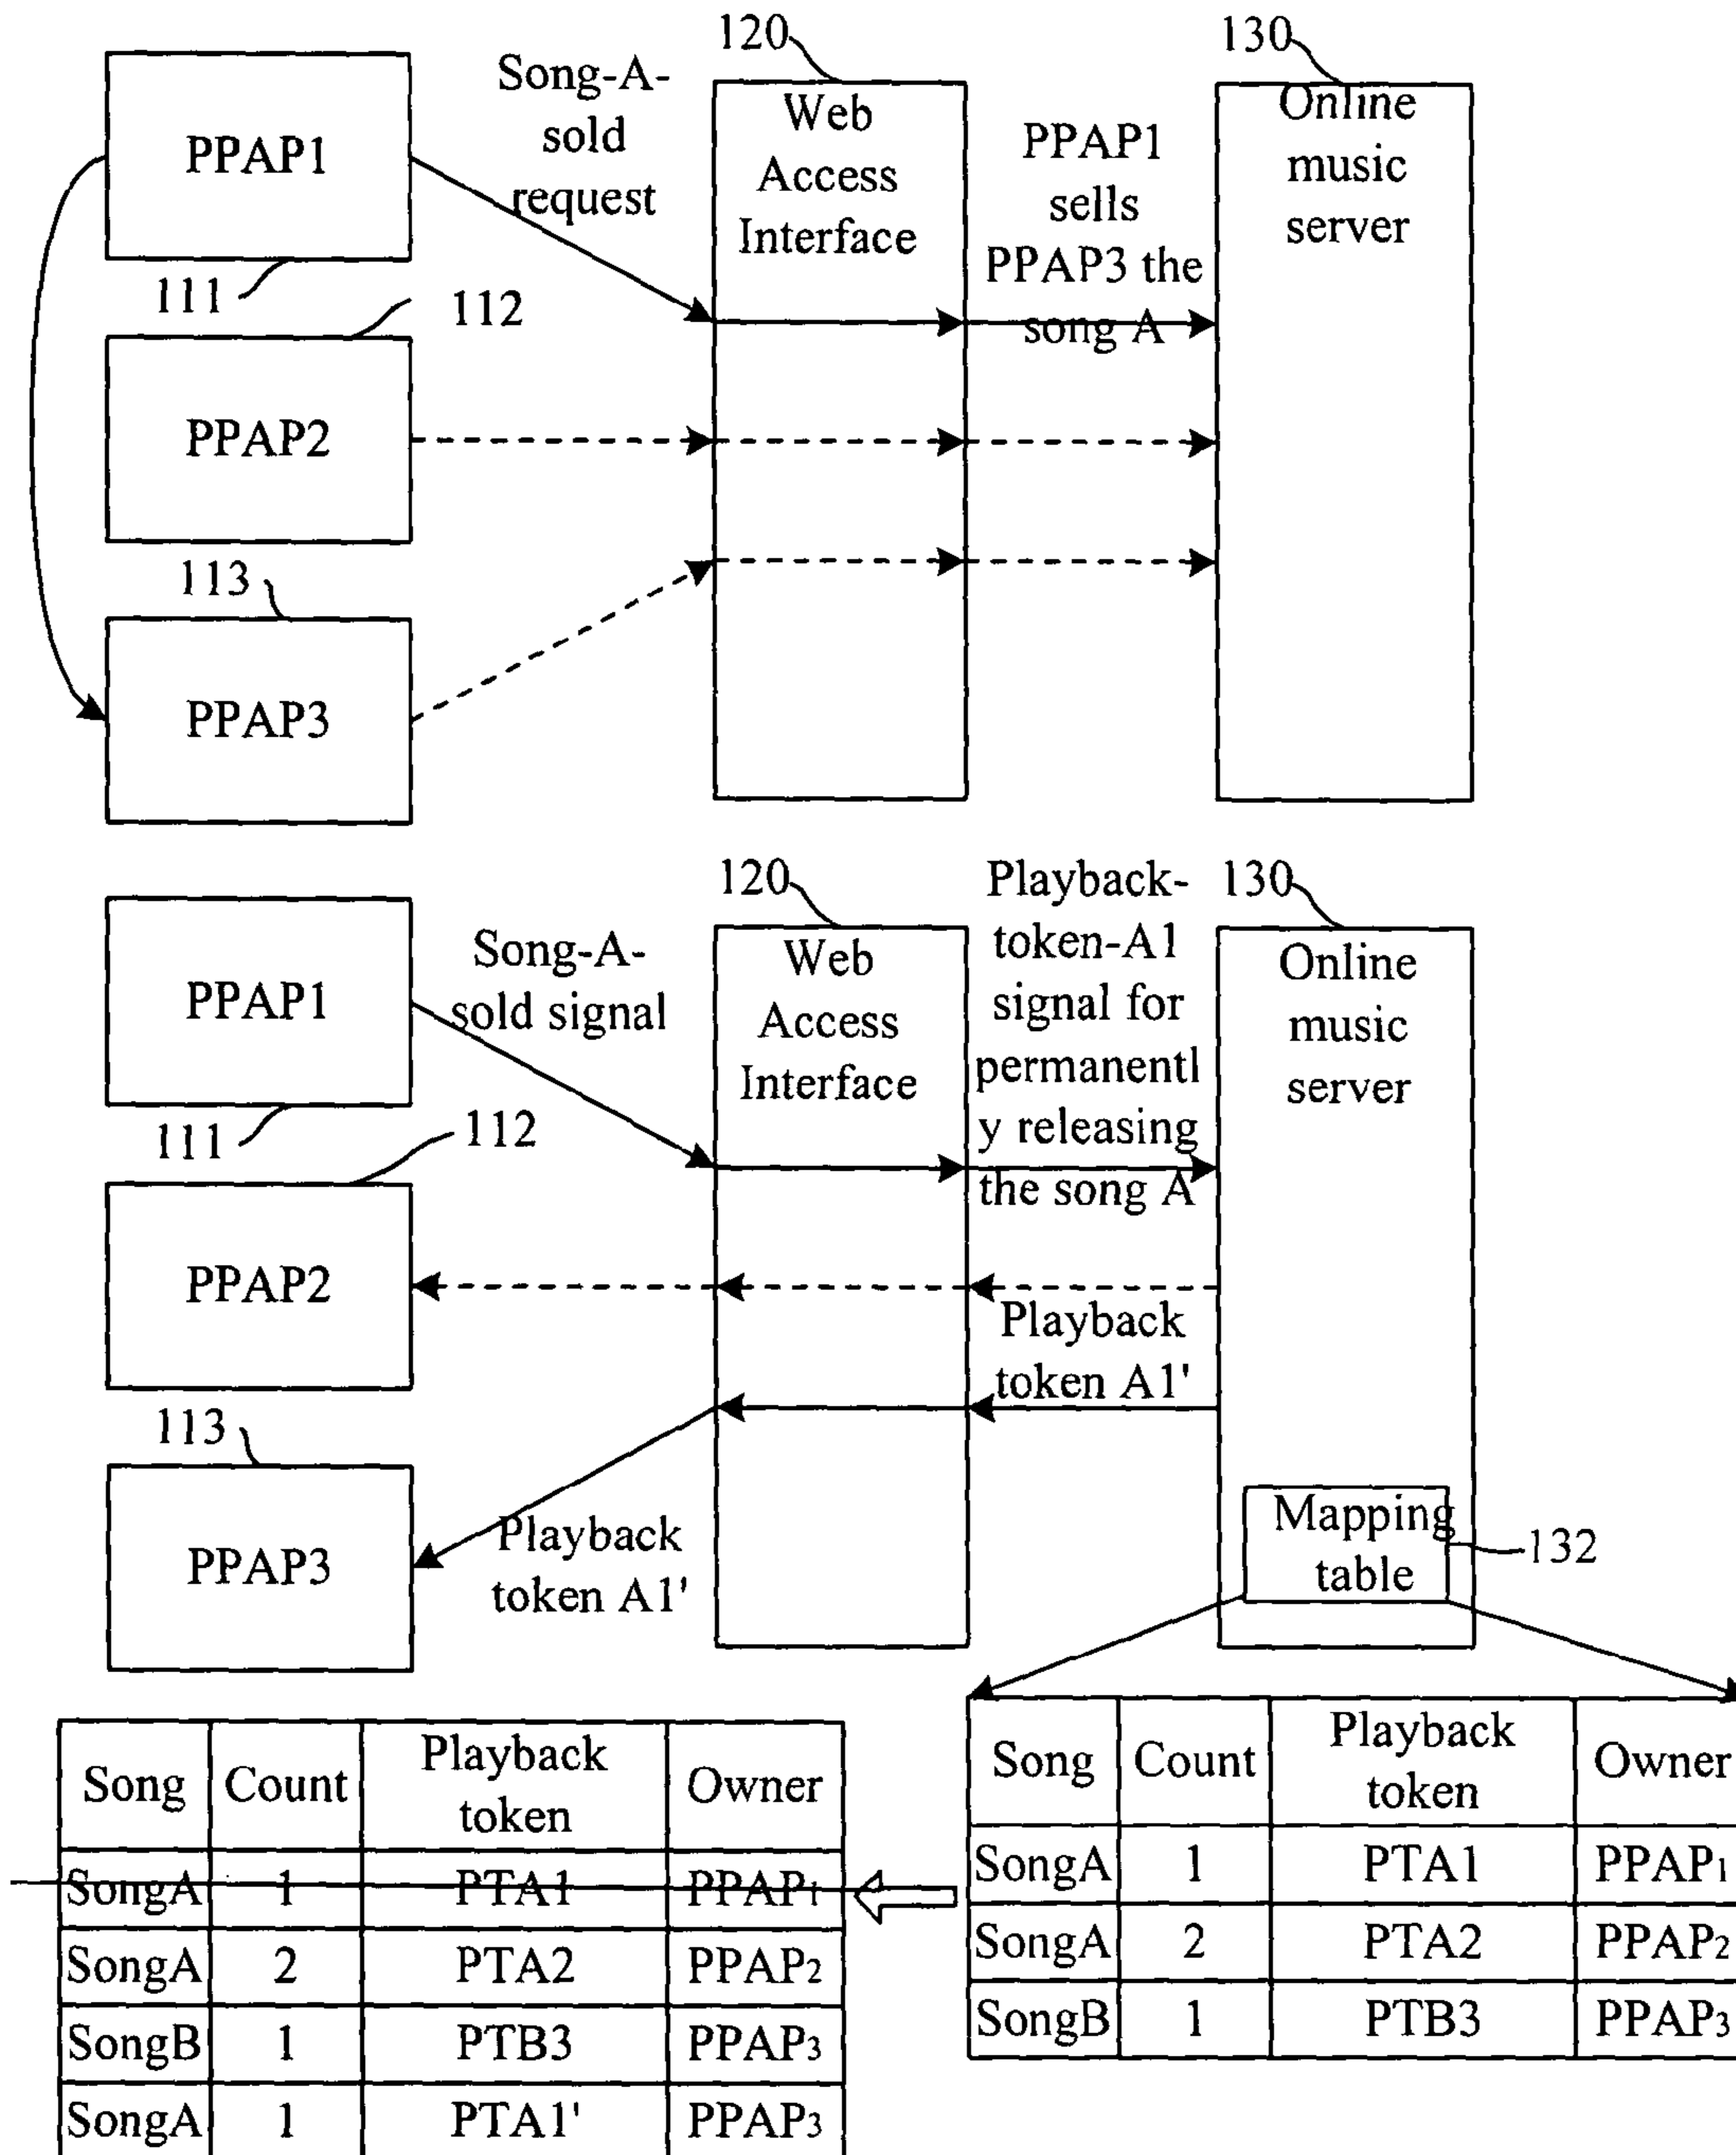 120
130
PPAP1
Song-A-
sold
request
Web
Access
Interface
PPAP1
sells
PPAP3 the
song A
Online
music
server
111
112
PPAP2
113
PPAP3
120
130
PPAP1
Song-A-
sold signal
Web
Access
Interface
Playback-
token-A1
signal for
permanentl
y releasing
the song A
Online
music
server
111
112
PPAP2
Playback
token A1'
113
PPAP3
Playback
token A1'
Mapping
table
132
Song Count Playback token Owner
SongA 1 PTA1 PPAP1
SongA 2 PTA2 PPAP2
SongB 1 PTB3 PPAP3
SongA 1 PTA1' PPAP3
Song Count Playback token Owner
SongA 1 PTA1 PPAP1
SongA 2 PTA2 PPAP2
SongB 1 PTB3 PPAP3